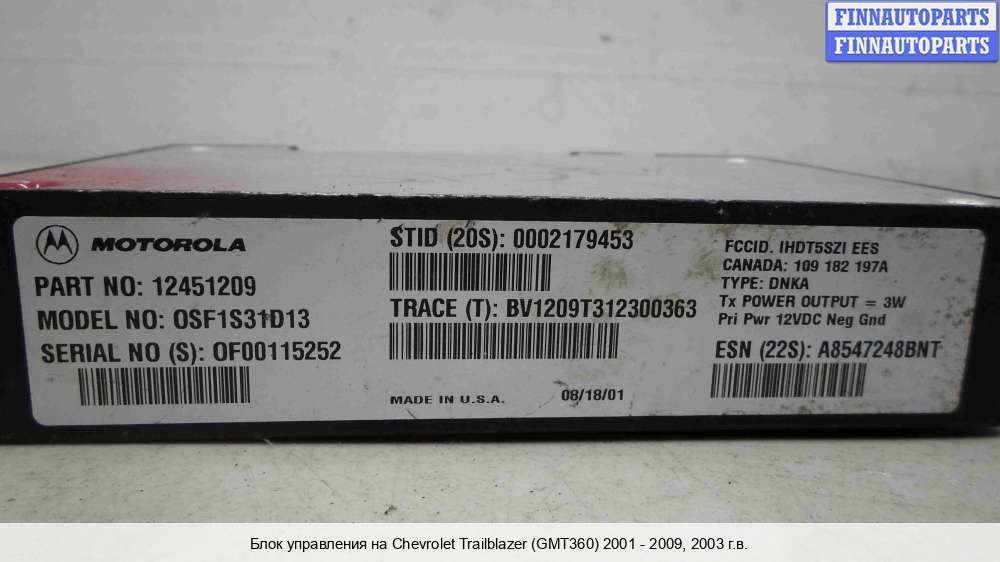 FINNAUTOPARTS
FINNAUTOPARTS
MOTOROLA
PART NO: 12451209
MODEL NO: OSF1S31D13
SERIAL NO (S): OF00115252
STID (20S): 0002179453
TRACE (T): BV1209T312300363
MADE IN U.S.A.
08/18/01
FCCID. IHDT5SZI EES
CANADA: 109 182 197A
TYPE: DNKA
Tx POWER OUTPUT = 3W
Pri Pwr 12VDC Neg Gnd
ESN (22S): A8547248BNT
Блок управления на Chevrolet Trailblazer (GMT360) 2001 - 2009, 2003 г.в.